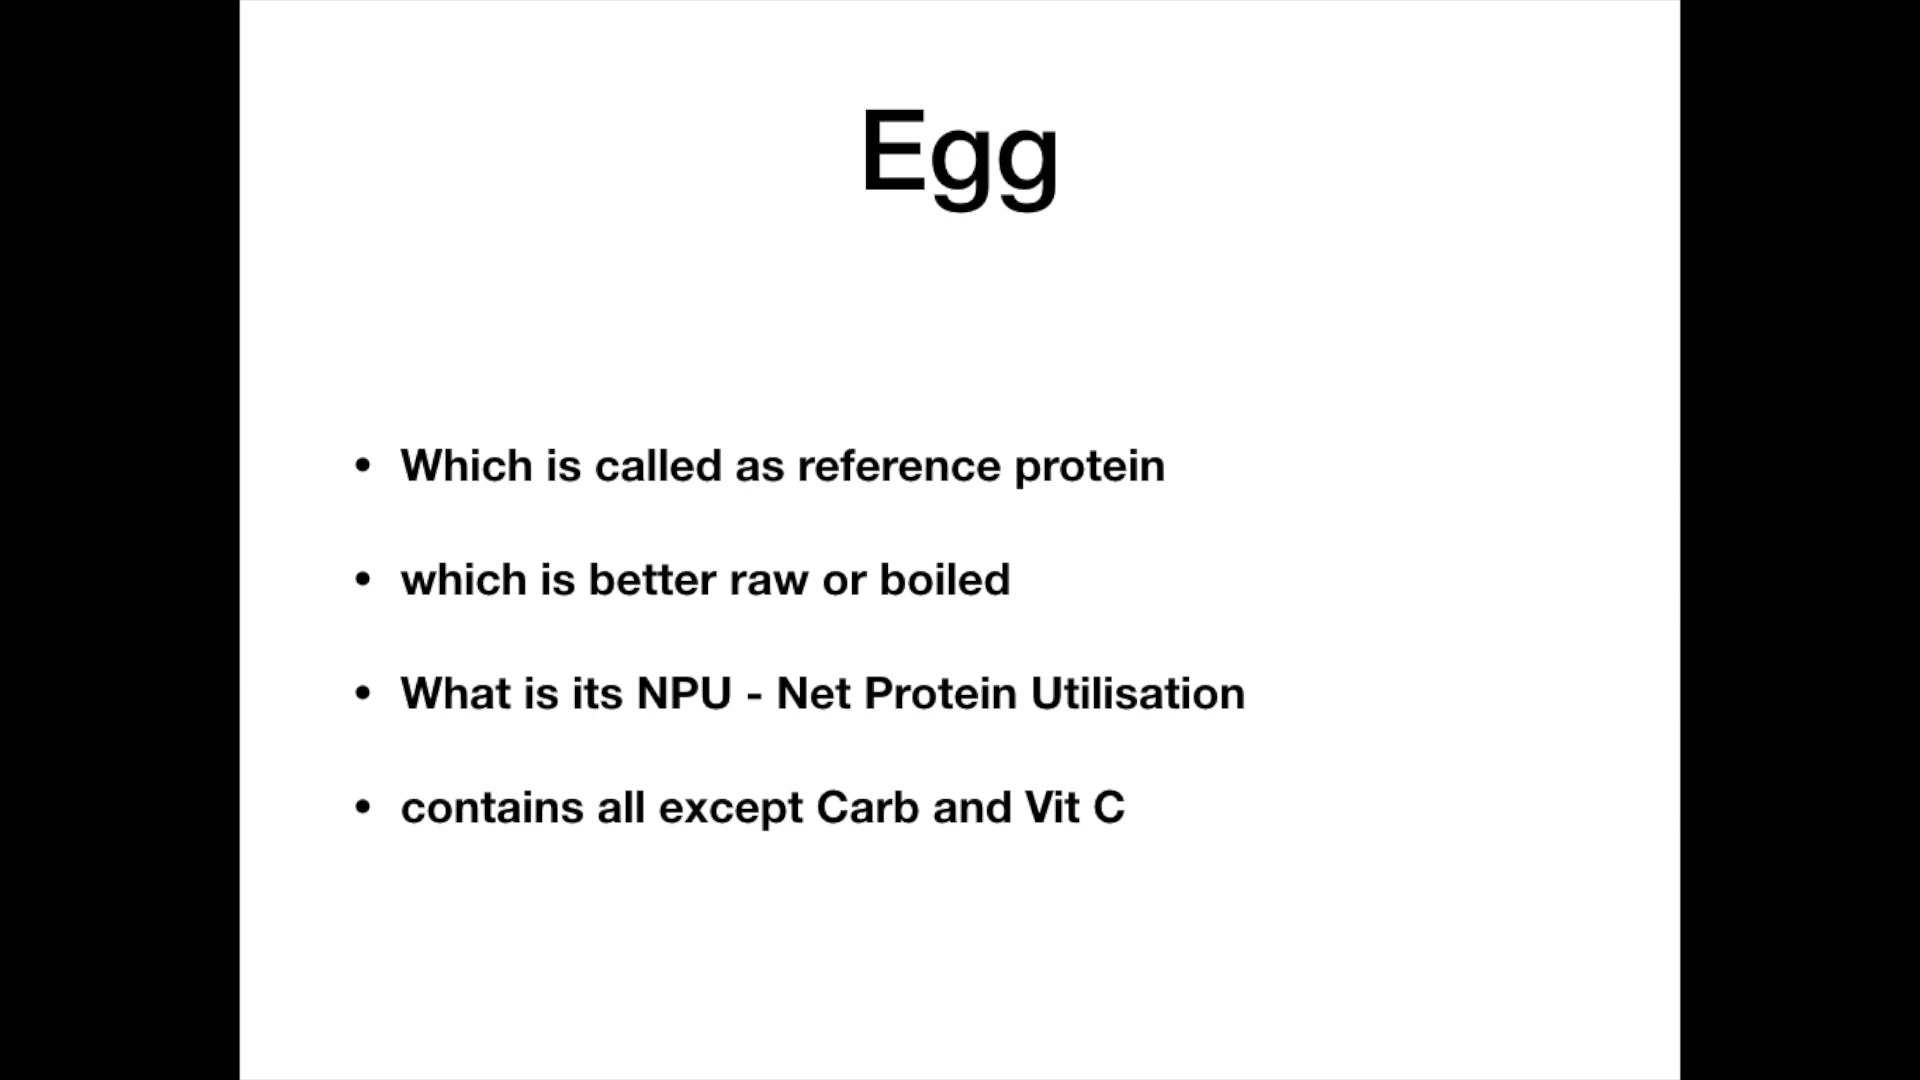 Egg
• Which is called as reference protein
• which is better raw or boiled
• What is its NPU - Net Protein Utilisation
• contains all except Carb and Vit C